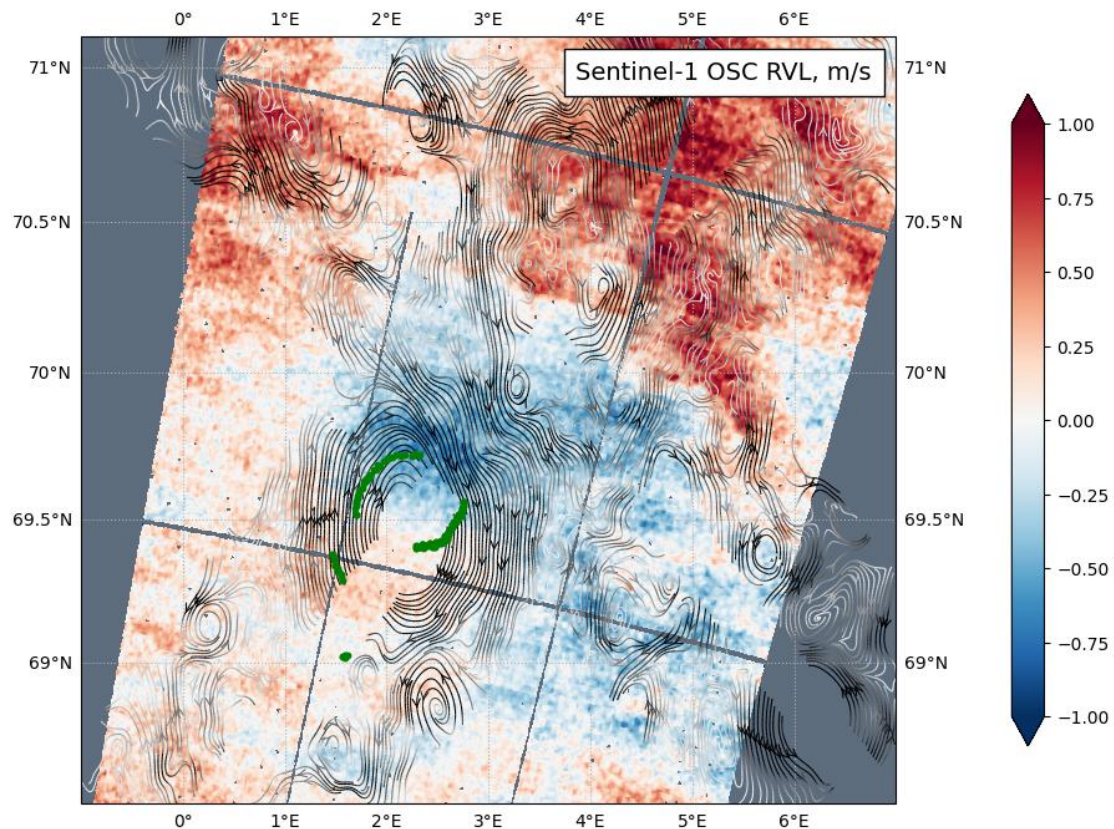 0° 1°E 2°E 3°E 4°E 5°E 6°E
Sentinel-1 OSC RVL, m/s
71°N 71°N
70.5°N 70.5°N
70°N 70°N
69.5°N 69.5°N
69°N 69°N
0° 1°E 2°E 3°E 4°E 5°E 6°E
1.00
0.75
0.50
0.25
0.00
−0.25
−0.50
−0.75
−1.00